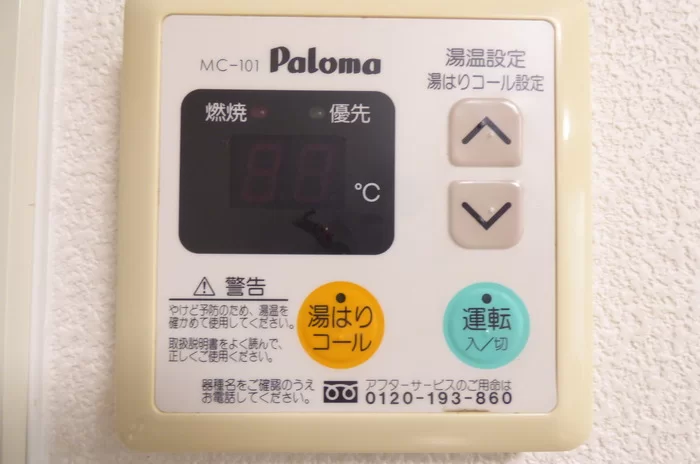 MC-101 Paloma
湯温設定
湯はりコール設定
燃焼 優先
88
℃
警告
やけど予防のため、湯温を
確かめて使用してください。
取扱説明書をよく読んで、
正しくご使用ください。
湯はり
コール
運転
入/切
器種名をご確認のうえ
お電話してください。
アフターサービスのご用命は
0120-193-860